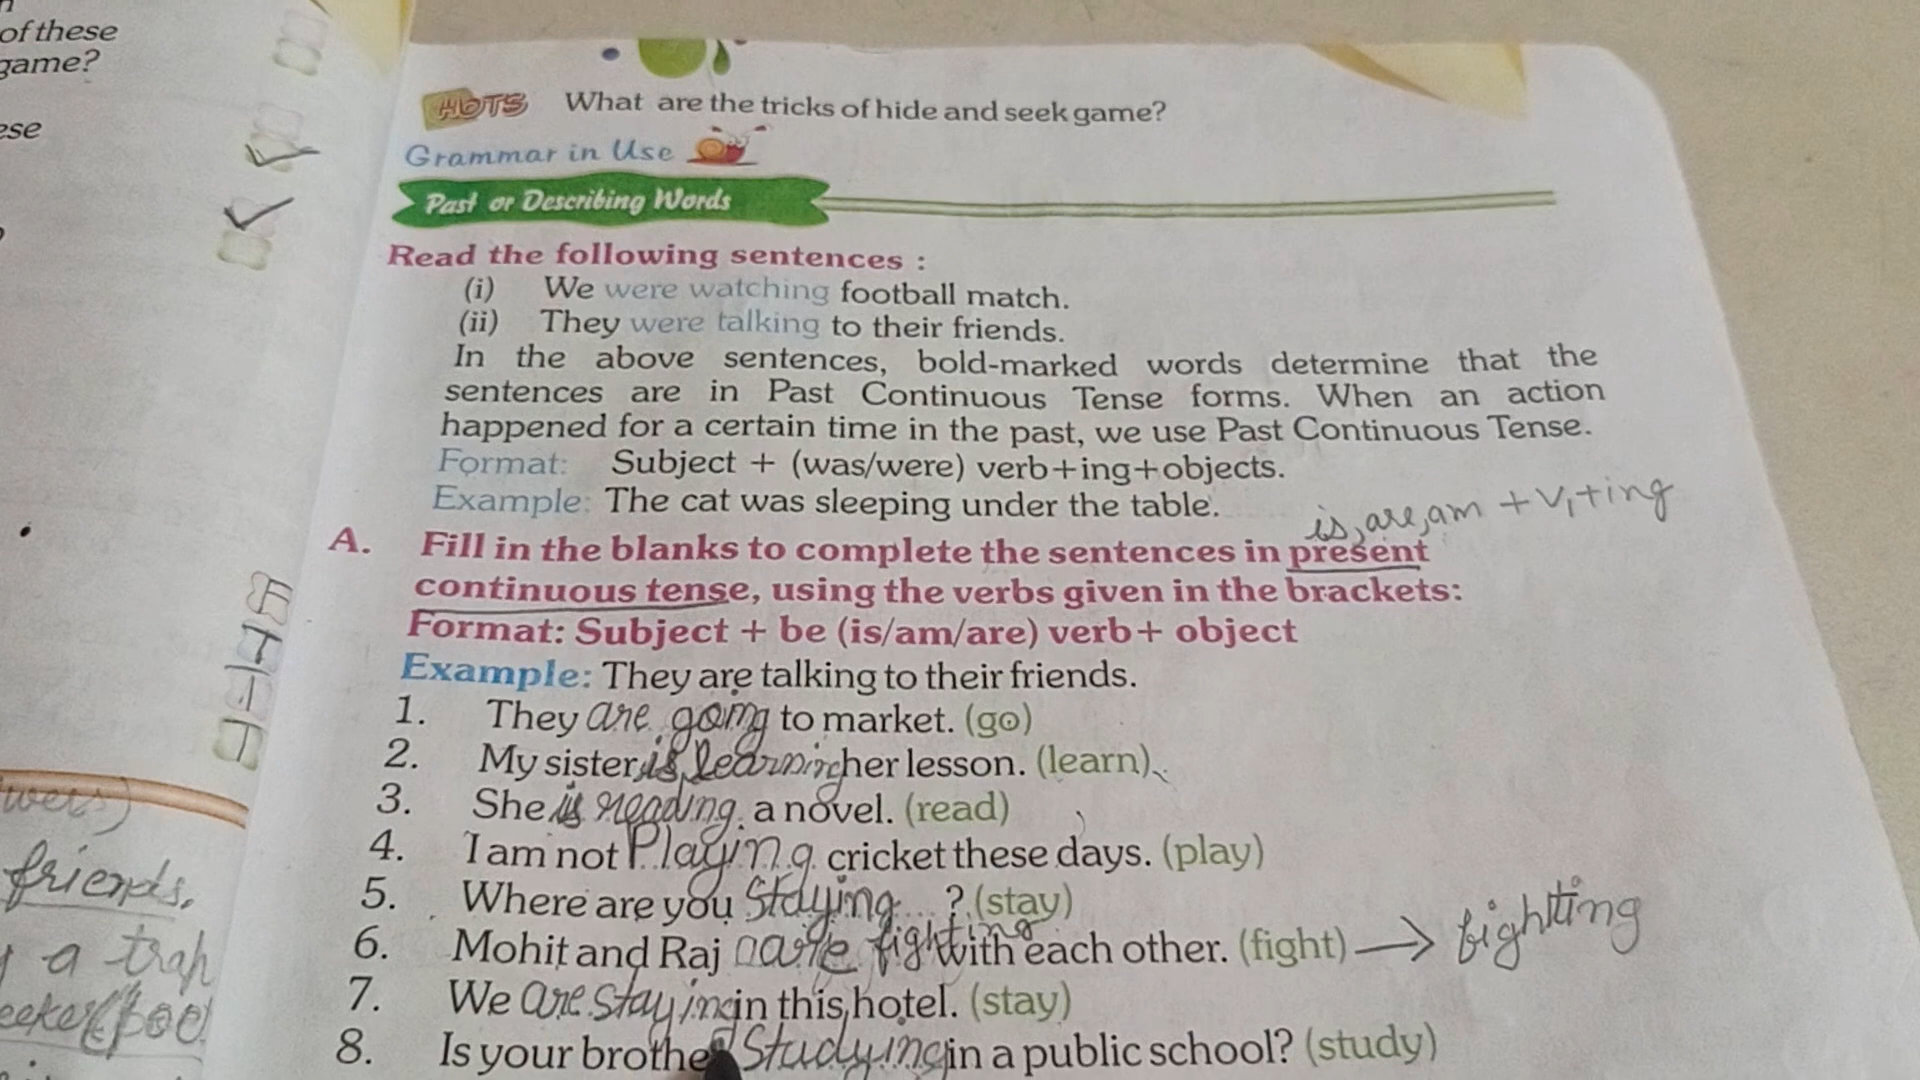 of these
game?
ese
HOTS What are the tricks of hide and seek game?
Grammar in Use
Past or Describing Words
Read the following sentences :
(i) We were watching football match.
(ii) They were talking to their friends.
In the above sentences, bold-marked words determine that the
sentences are in Past Continuous Tense forms. When an action
happened for a certain time in the past, we use Past Continuous Tense.
Format: Subject + (was/were) verb+ing+objects.
Example: The cat was sleeping under the table.
is, are, am + V1+ing
A. Fill in the blanks to complete the sentences in present
continuous tense, using the verbs given in the brackets:
Format: Subject + be (is/am/are) verb+ object
Example: They are talking to their friends.
1. They are going to market. (go)
2. My sister is learning her lesson. (learn)
3. She is reading a novel. (read)
4. I am not Playing cricket these days. (play)
5. Where are you Staying ? (stay)
6. Mohit and Raj are fighting with each other. (fight) → fighting
7. We are staying in this hotel. (stay)
8. Is your brother Studying in a public school? (study)
F
T
T
T
friends,
a trap